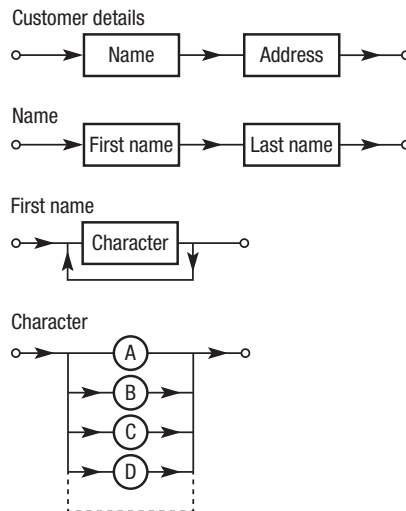 Customer details
Name Address
Name
First name Last name
First name
Character
Character
A
B
C
D